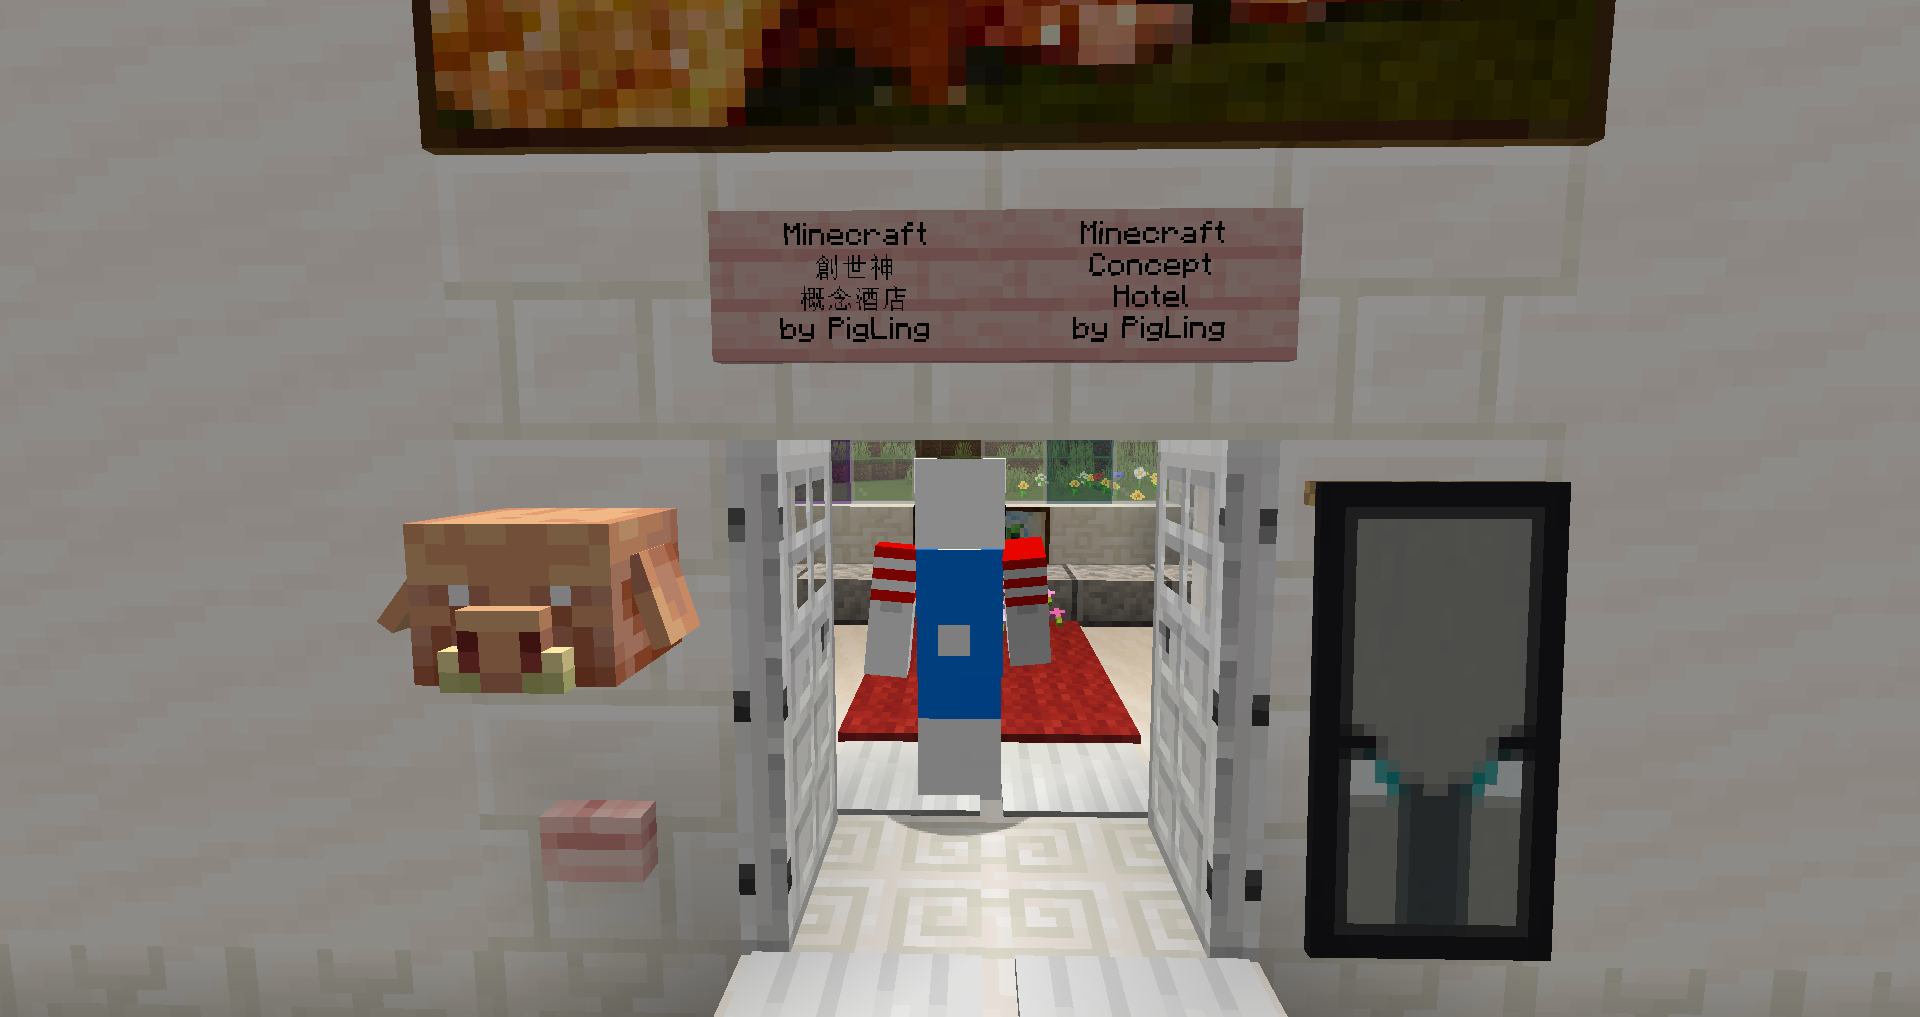 Minecraft
創世神
概念酒店
by PigLing
Minecraft
Concept
Hotel
by PigLing